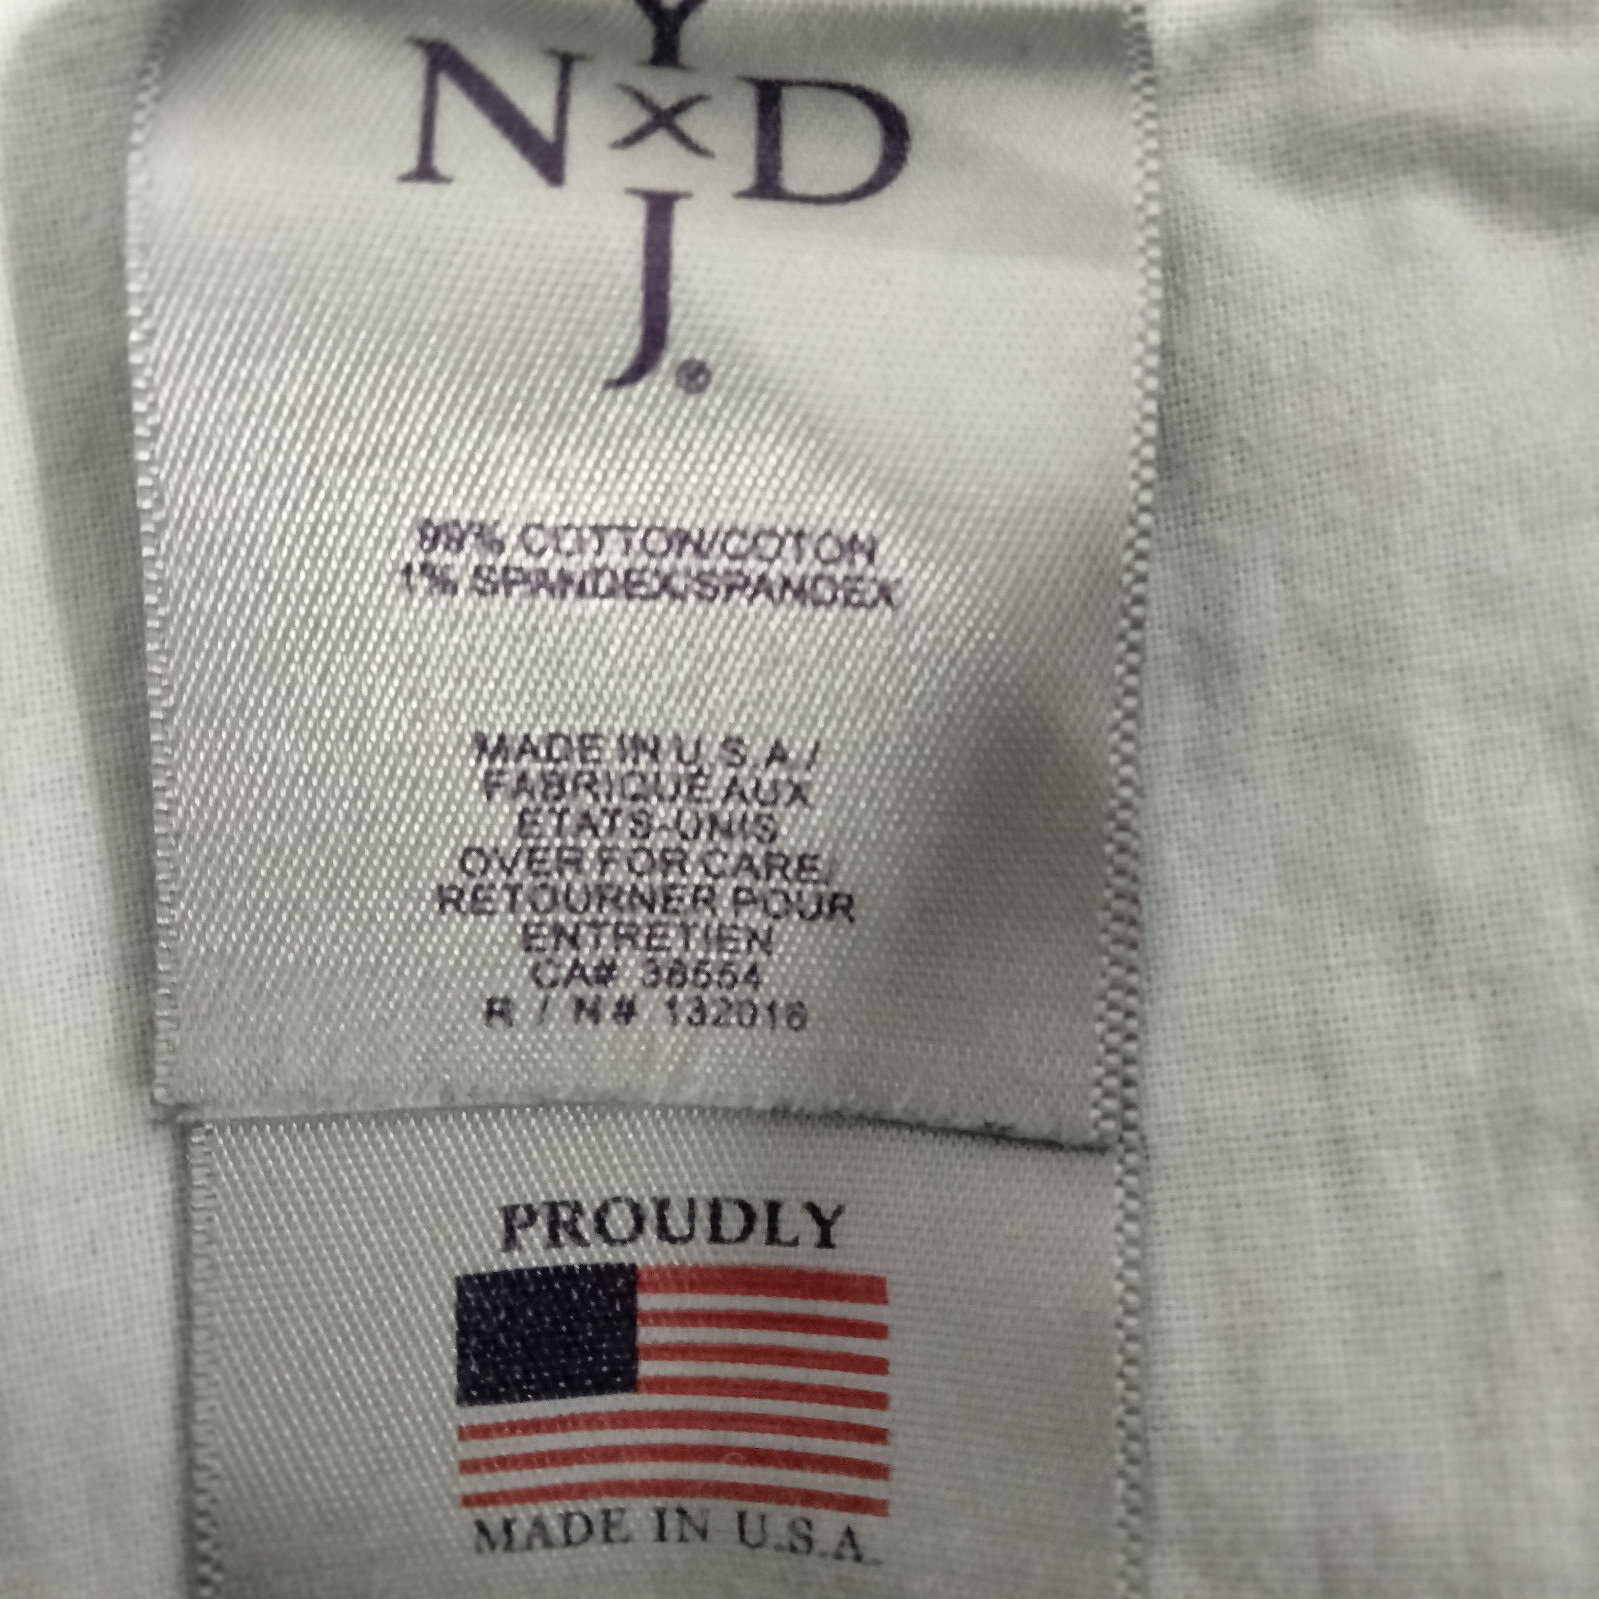 Y
N X D
J®
99% COTTON/COTON
1% SPANDEX/SPANDEX
MADE IN U.S.A/
FABRIQUE AUX
ETATS-UNIS
OVER FOR CARE/
RETOURNER POUR
ENTRETIEN
CA# 36554
R / N# 132016
PROUDLY
MADE IN U.S.A.